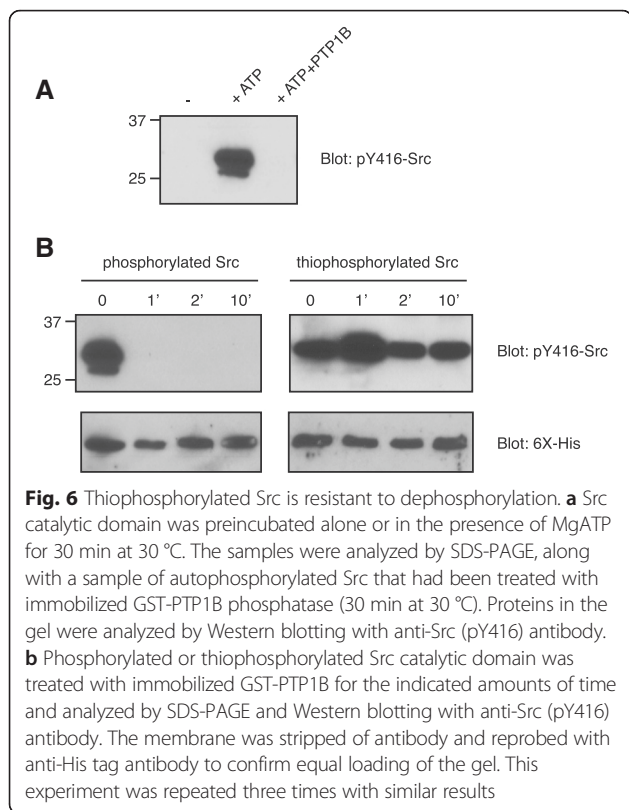 A
- + ATP + ATP+PTP1B
37
25
Blot: pY416-Src
B
phosphorylated Src thiophosphorylated Src
0 1’ 2’ 10’ 0 1’ 2’ 10’
37
25
Blot: pY416-Src
Blot: 6X-His
Fig. 6 Thiophosphorylated Src is resistant to dephosphorylation. a Src
catalytic domain was preincubated alone or in the presence of MgATP
for 30 min at 30 °C. The samples were analyzed by SDS-PAGE, along
with a sample of autophosphorylated Src that had been treated with
immobilized GST-PTP1B phosphatase (30 min at 30 °C). Proteins in the
gel were analyzed by Western blotting with anti-Src (pY416) antibody.
b Phosphorylated or thiophosphorylated Src catalytic domain was
treated with immobilized GST-PTP1B for the indicated amounts of time
and analyzed by SDS-PAGE and Western blotting with anti-Src (pY416)
antibody. The membrane was stripped of antibody and reprobed with
anti-His tag antibody to confirm equal loading of the gel. This
experiment was repeated three times with similar results